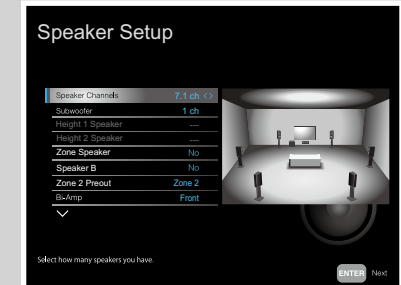 Speaker Setup
Speaker Channels 7.1 ch <>
Subwoofer 1 ch
Height 1 Speaker ---
Height 2 Speaker ---
Zone Speaker No
Speaker B No
Zone 2 Preout Zone 2
Bi-Amp Front
Select how many speakers you have.
ENTER Next